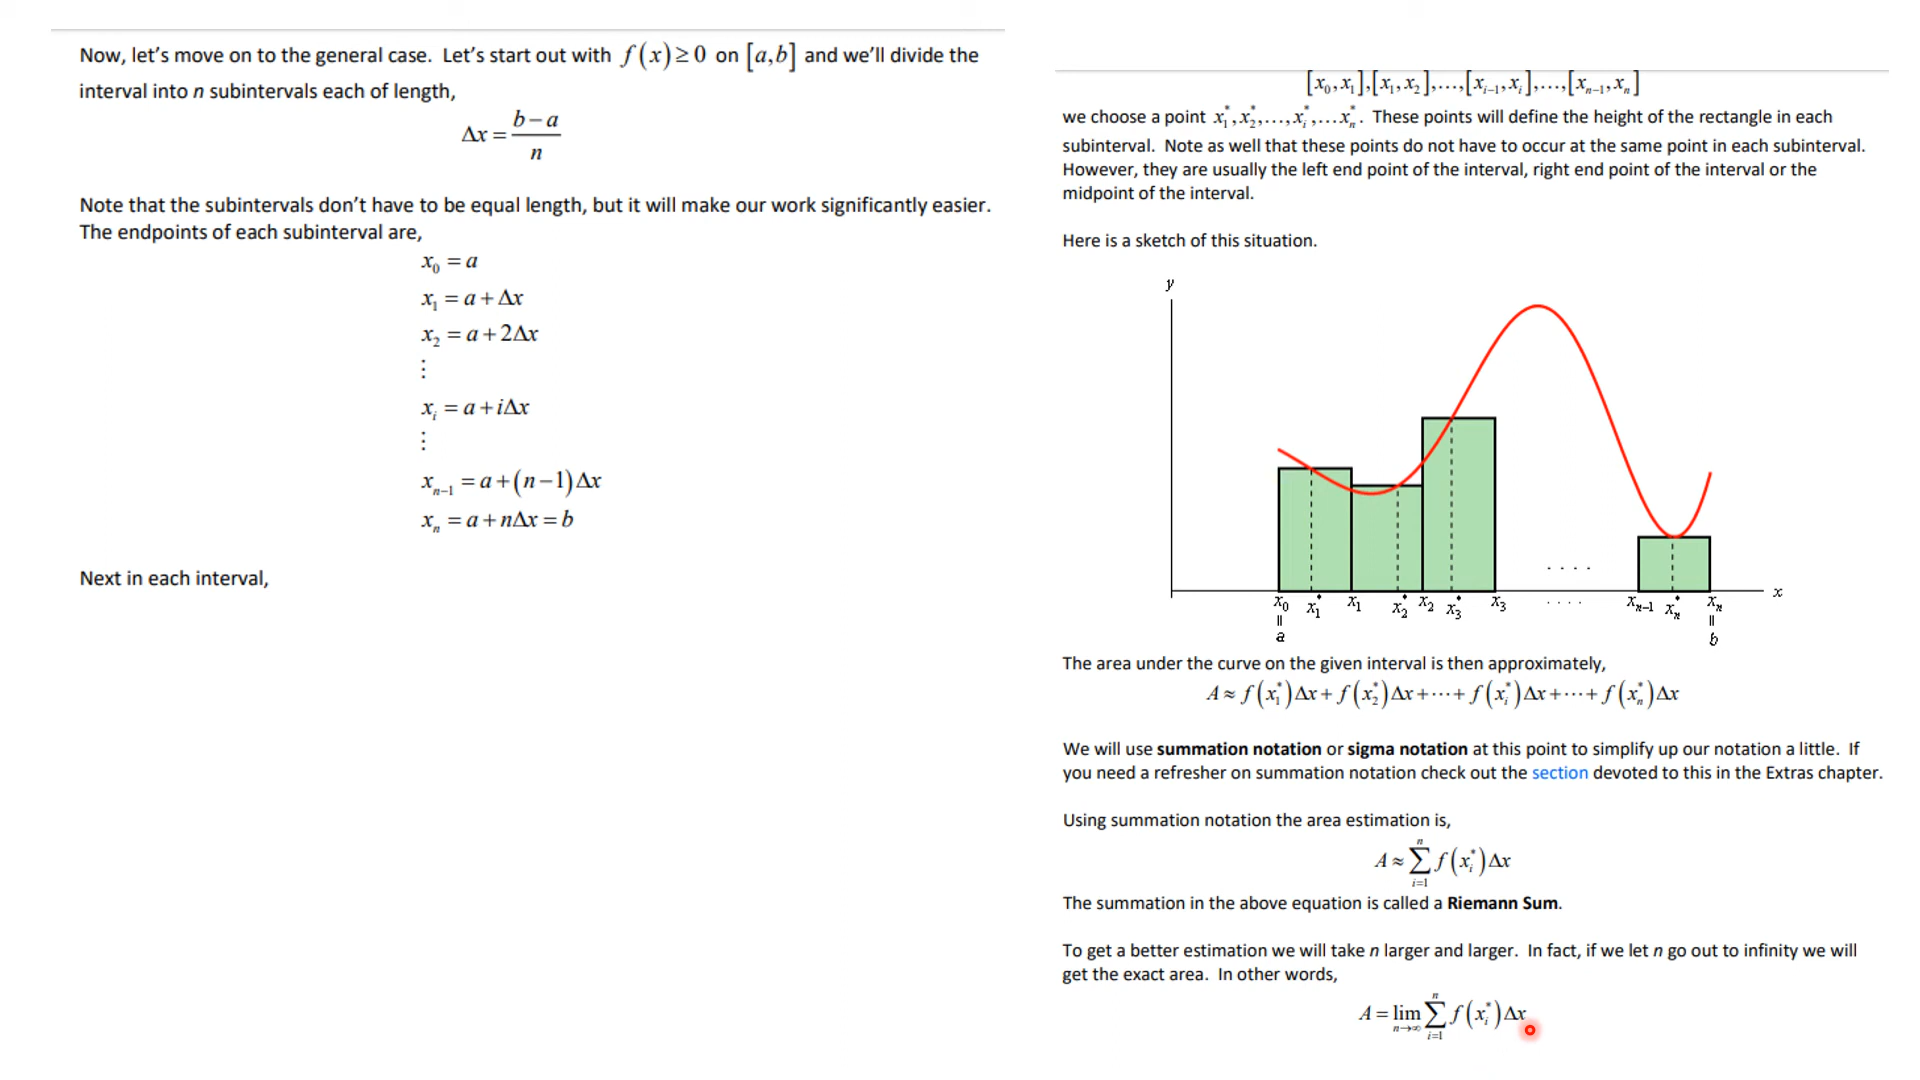 Now, let's move on to the general case. Let's start out with f(x)≥0 on [a,b] and we'll divide the
interval into n subintervals each of length,
Δx = (b−a)/n
Note that the subintervals don't have to be equal length, but it will make our work significantly easier.
The endpoints of each subinterval are,
x₀ = a
x₁ = a+Δx
x₂ = a+2Δx
⋮
xᵢ = a+iΔx
⋮
xₙ₋₁ = a+(n−1)Δx
xₙ = a+nΔx = b
Next in each interval,
[x₀,x₁],[x₁,x₂],…,[xᵢ₋₁,xᵢ],…,[xₙ₋₁,xₙ]
we choose a point x₁*,x₂*,…,xᵢ*,…xₙ*. These points will define the height of the rectangle in each
subinterval. Note as well that these points do not have to occur at the same point in each subinterval.
However, they are usually the left end point of the interval, right end point of the interval or the
midpoint of the interval.
Here is a sketch of this situation.
y
x
x₀ x₁* x₁ x₂* x₂ x₃* x₃ .... xₙ₋₁ xₙ* xₙ
= =
a b
The area under the curve on the given interval is then approximately,
A ≈ f(x₁*)Δx + f(x₂*)Δx + ⋯ + f(xᵢ*)Δx + ⋯ + f(xₙ*)Δx
We will use summation notation or sigma notation at this point to simplify up our notation a little. If
you need a refresher on summation notation check out the section devoted to this in the Extras chapter.
Using summation notation the area estimation is,
A ≈ ∑ᵢ₌₁ⁿ f(xᵢ*)Δx
The summation in the above equation is called a Riemann Sum.
To get a better estimation we will take n larger and larger. In fact, if we let n go out to infinity we will
get the exact area. In other words,
A = lim n→∞ ∑ᵢ₌₁ⁿ f(xᵢ*)Δx